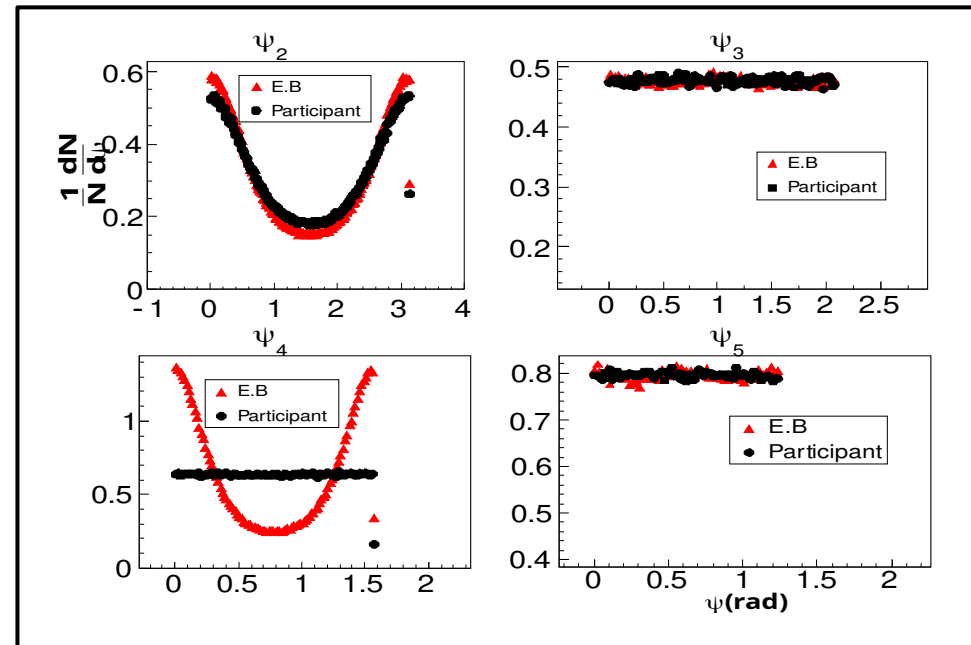 ψ2
0.6
0.4
0.2
0
-1 0 1 2 3 4
E.B
Participant
1 dN
N dψ
ψ3
0.5
0.4
0.3
0.2
0 0.5 1 1.5 2 2.5
E.B
Participant
ψ4
1
0.5
0
0 0.5 1 1.5 2
E.B
Participant
ψ5
0.8
0.7
0.6
0.5
0.4
0 0.5 1 1.5 2
E.B
Participant
ψ(rad)